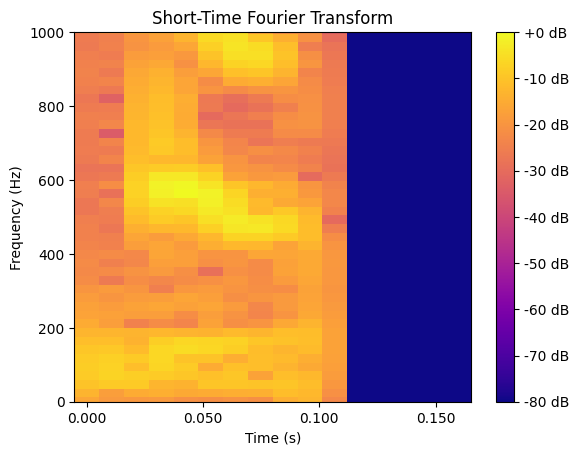 Short-Time Fourier Transform
1000
800
600
400
200
0
Frequency (Hz)
0.000
0.050
0.100
0.150
Time (s)
+0 dB
-10 dB
-20 dB
-30 dB
-40 dB
-50 dB
-60 dB
-70 dB
-80 dB